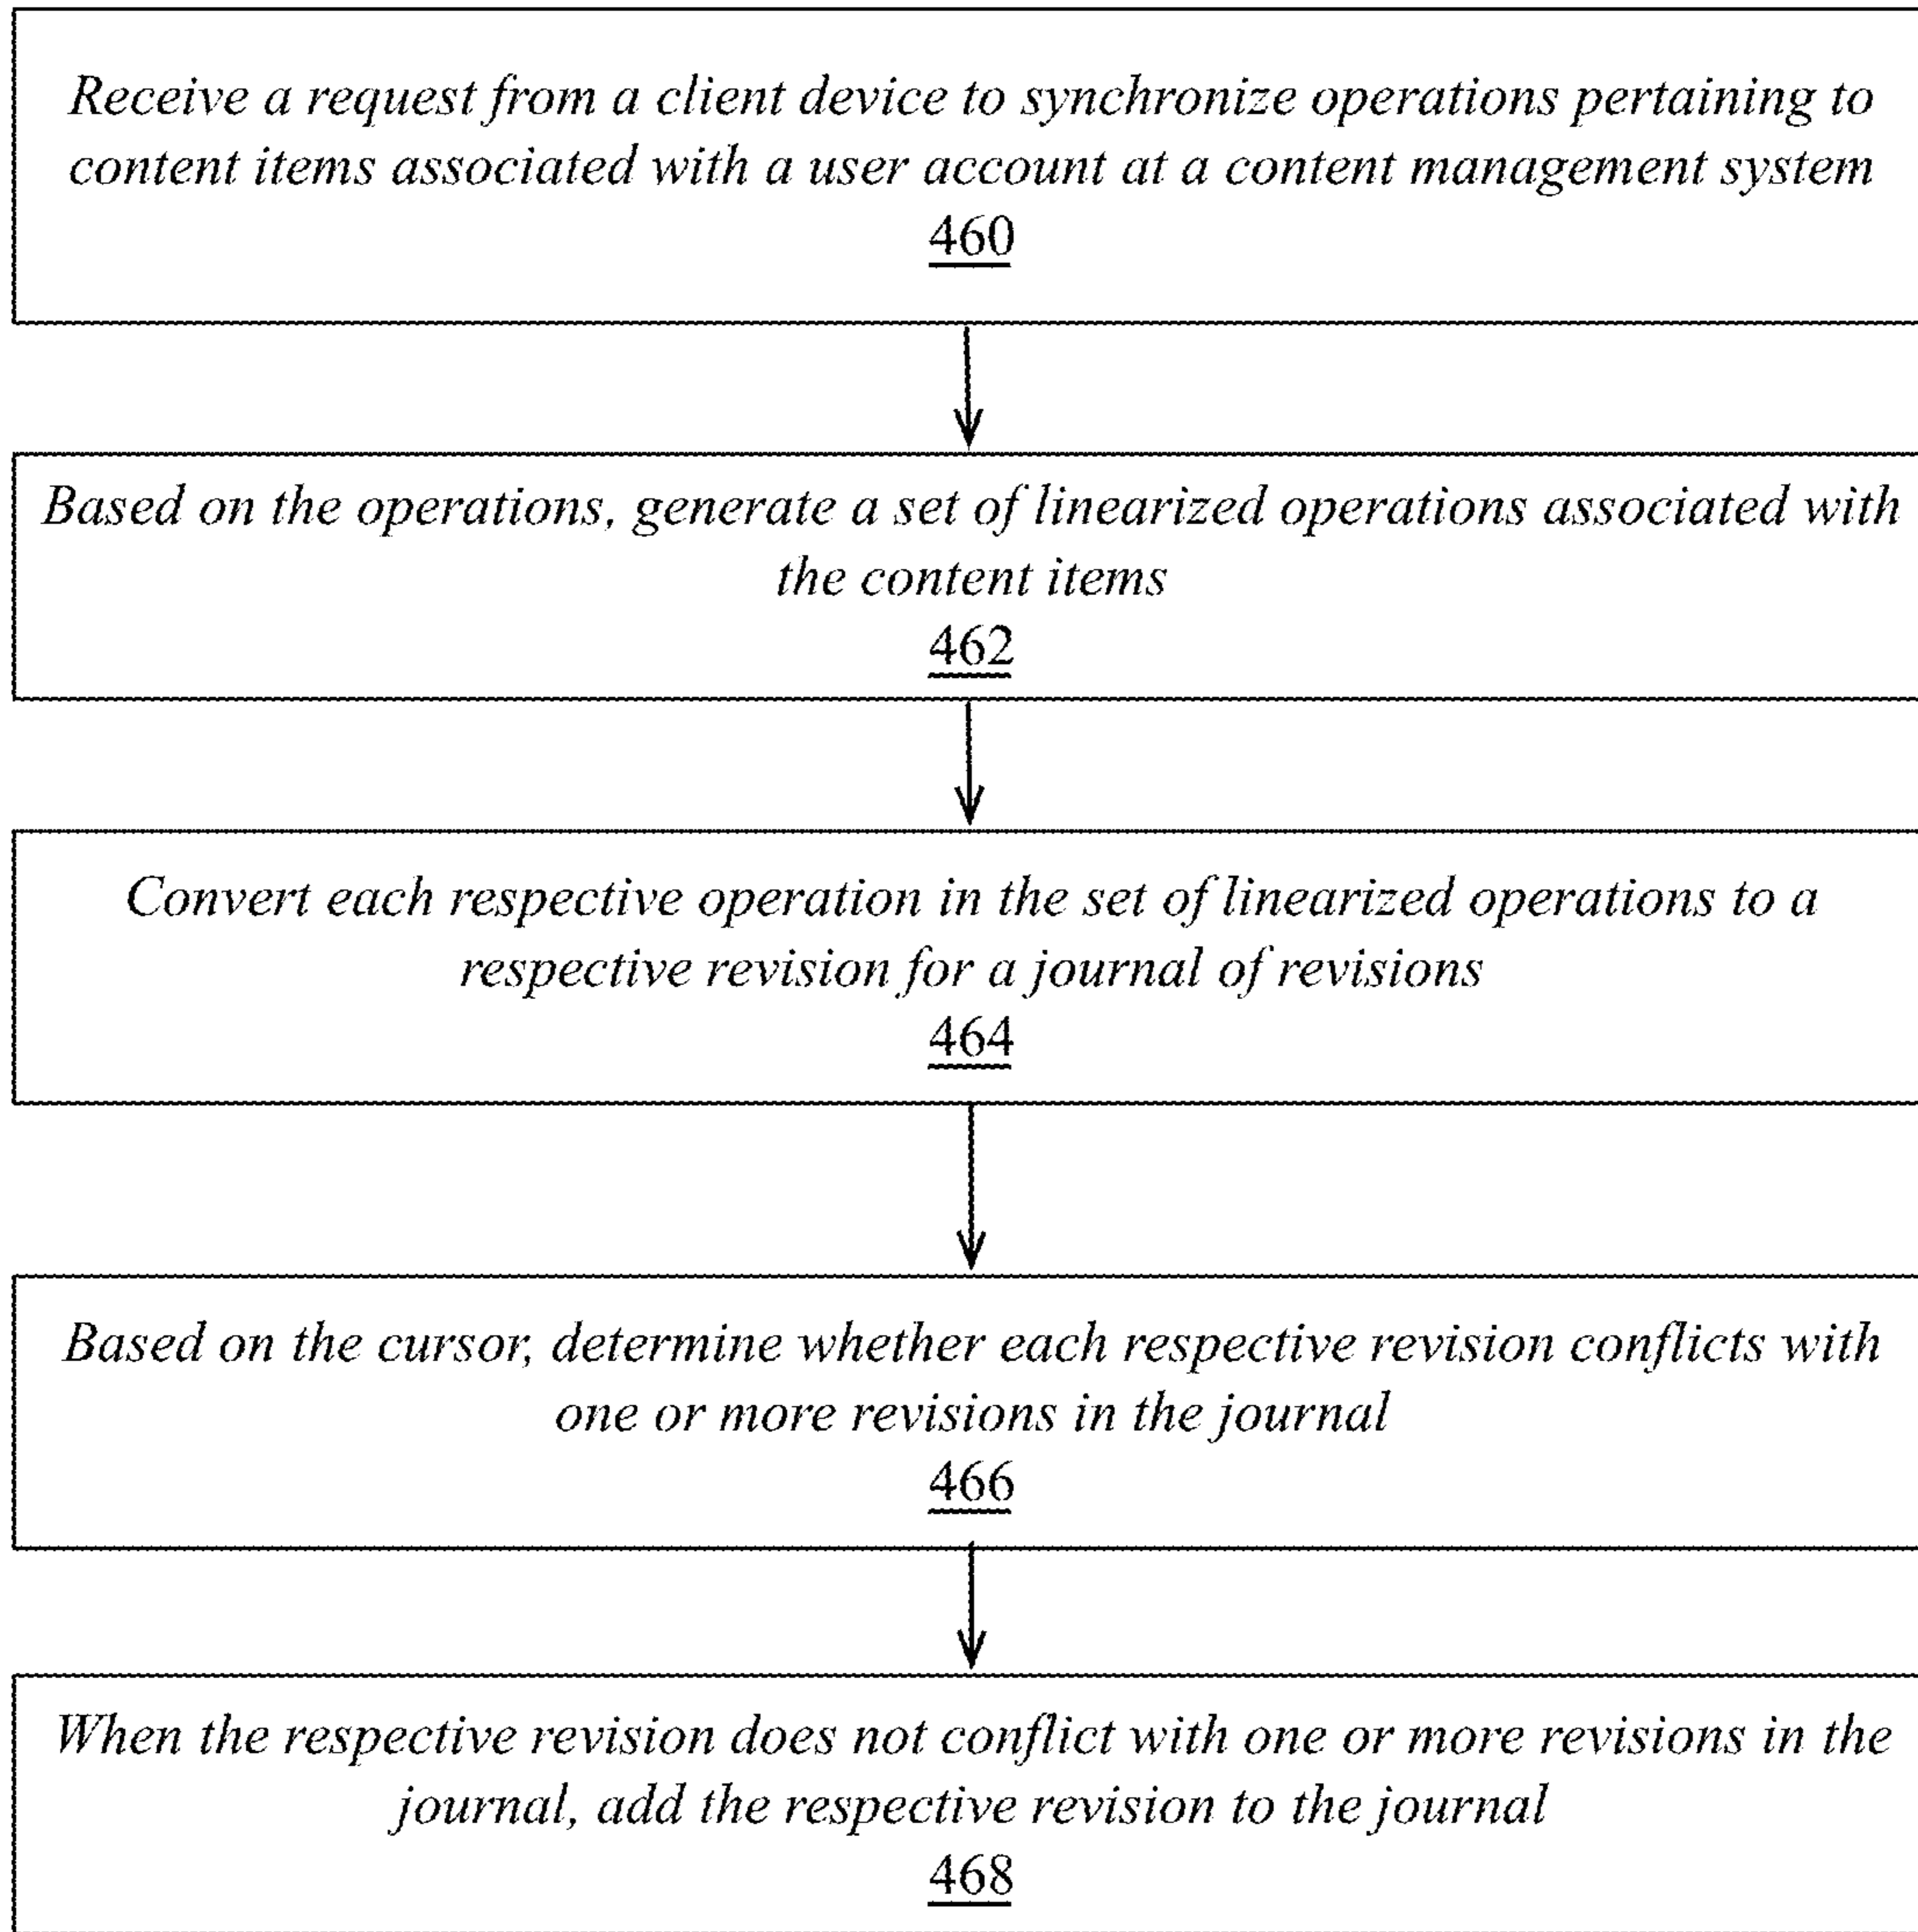 Receive a request from a client device to synchronize operations pertaining to
content items associated with a user account at a content management system
460
Based on the operations, generate a set of linearized operations associated with
the content items
462
Convert each respective operation in the set of linearized operations to a
respective revision for a journal of revisions
464
Based on the cursor, determine whether each respective revision conflicts with
one or more revisions in the journal
466
When the respective revision does not conflict with one or more revisions in the
journal, add the respective revision to the journal
468